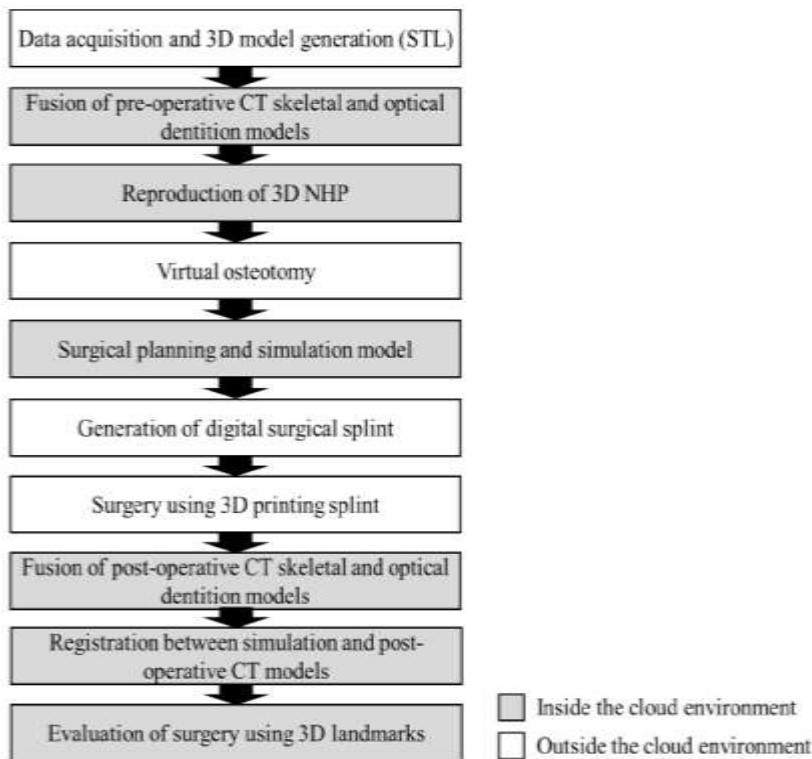 Data acquisition and 3D model generation (STL)
Fusion of pre-operative CT skeletal and optical
dentition models
Reproduction of 3D NHP
Virtual osteotomy
Surgical planning and simulation model
Generation of digital surgical splint
Surgery using 3D printing splint
Fusion of post-operative CT skeletal and optical
dentition models
Registration between simulation and post-
operative CT models
Evaluation of surgery using 3D landmarks
Inside the cloud environment
Outside the cloud environment